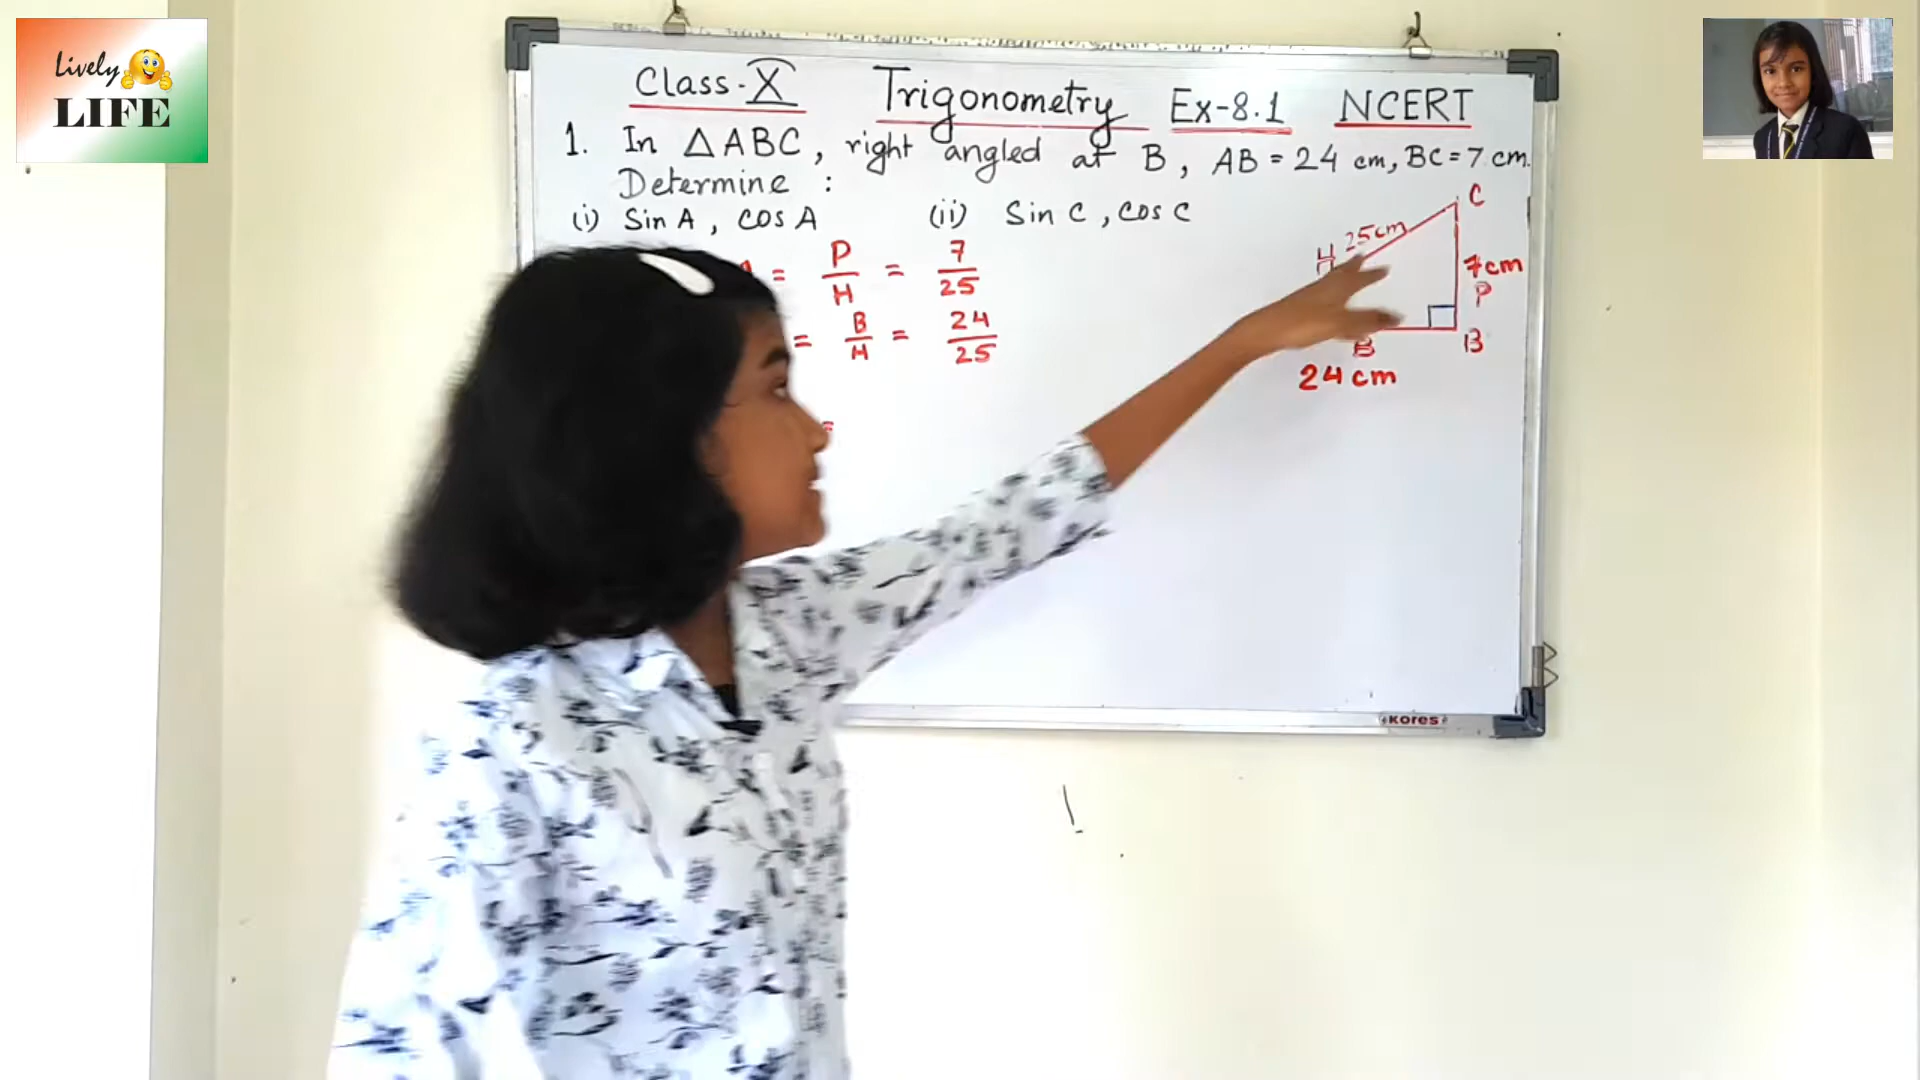 Lively
LIFE
Class-X Trigonometry Ex-8.1 NCERT
1. In △ABC, right angled at B, AB = 24 cm, BC = 7 cm.
Determine :
(i) Sin A, cos A (ii) Sin C, cos C
= P/H = 7/25
= B/H = 24/25
=
C
25cm
H
7cm
P
B
B
24 cm
KORES